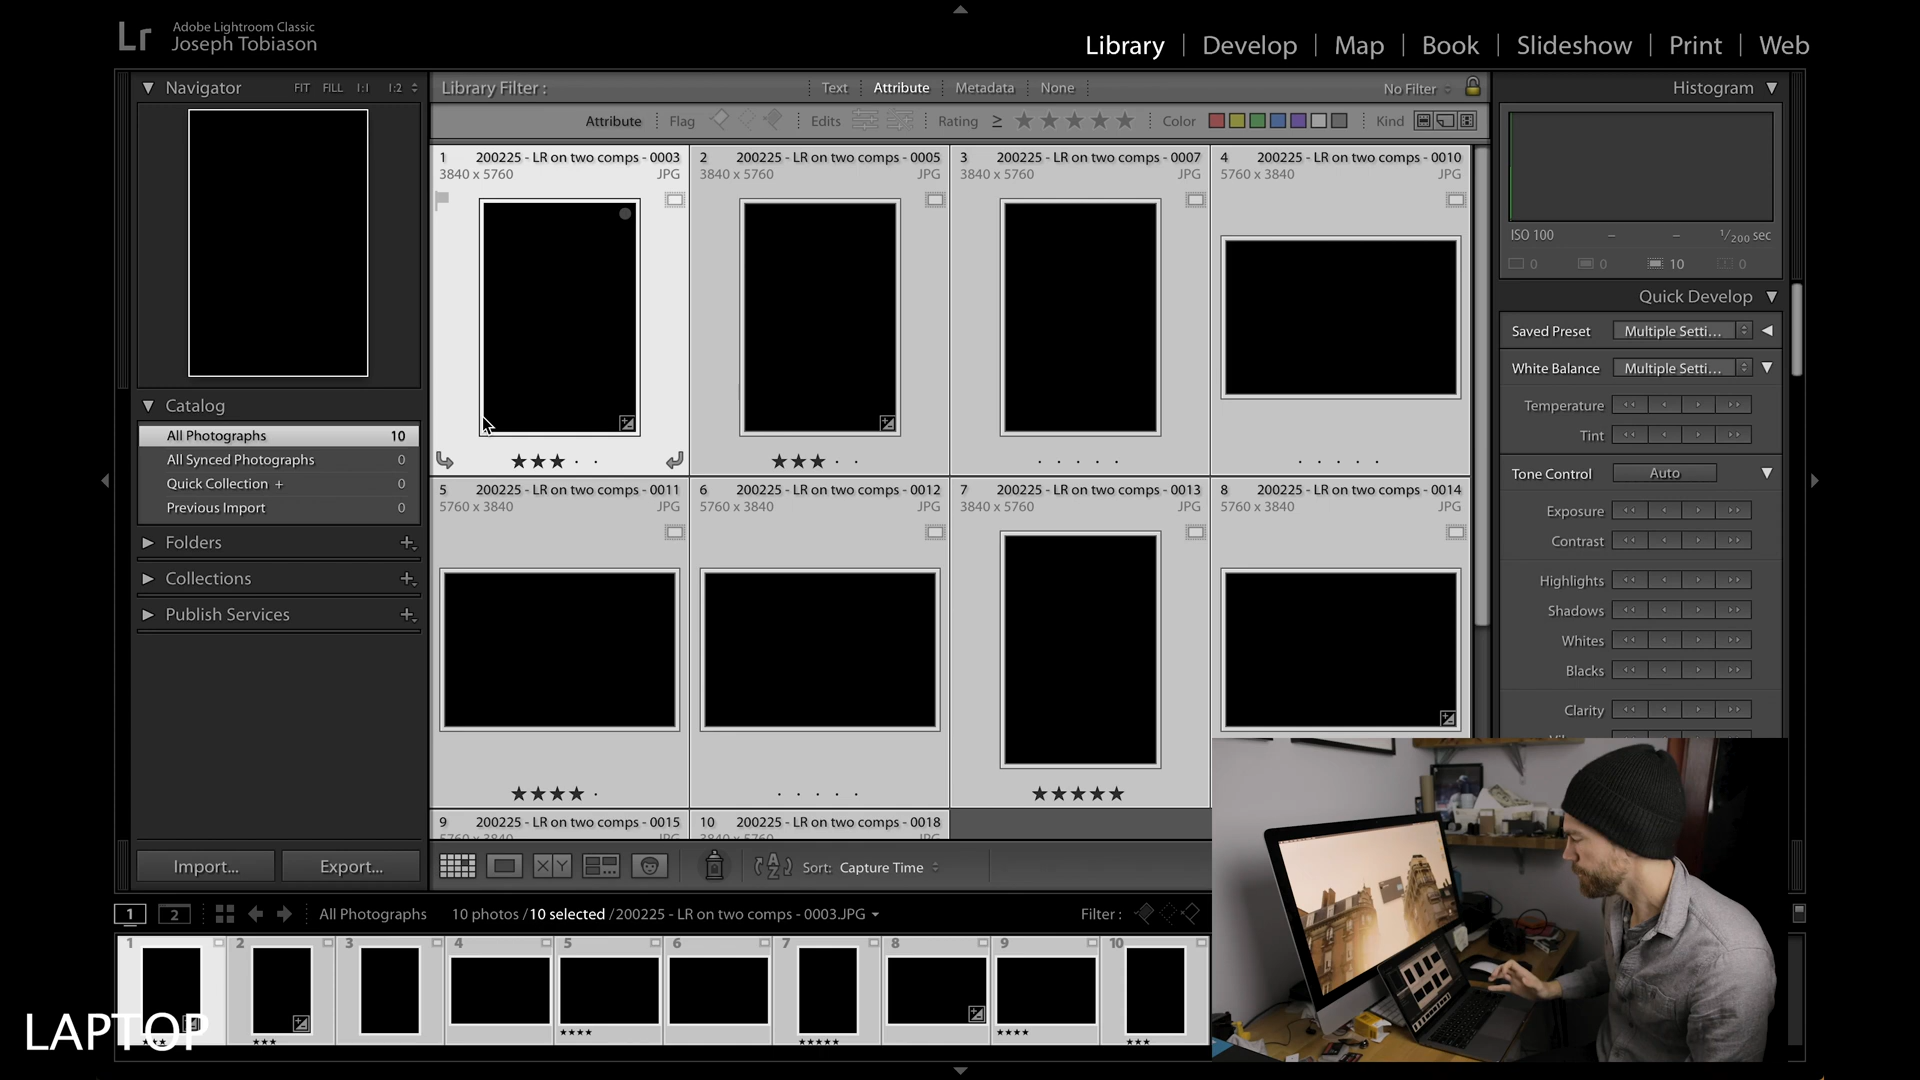 Lr
Adobe Lightroom Classic
Joseph Tobiason
Library | Develop | Map | Book | Slideshow | Print | Web
Navigator FIT FILL 1:1 1:2
Library Filter : Text Attribute Metadata None No Filter
Histogram
Attribute Flag Edits Rating ≥ ★ ★ ★ ★ ★ Color Kind
1 200225 - LR on two comps - 0003
3840 x 5760 JPG
2 200225 - LR on two comps - 0005
3840 x 5760 JPG
3 200225 - LR on two comps - 0007
3840 x 5760 JPG
4 200225 - LR on two comps - 0010
5760 x 3840 JPG
ISO 100 – – 1/200 sec
0 0 10 0
Quick Develop
Saved Preset Multiple Setti...
White Balance Multiple Setti...
Temperature
Tint
Tone Control Auto
Exposure
Contrast
Highlights
Shadows
Whites
Blacks
Clarity
Catalog
All Photographs 10
All Synced Photographs 0
Quick Collection + 0
Previous Import 0
Folders +
Collections +
Publish Services +
★★★ · ·
★★★ · ·
· · · · ·
· · · · ·
5 200225 - LR on two comps - 0011
5760 x 3840 JPG
6 200225 - LR on two comps - 0012
5760 x 3840 JPG
7 200225 - LR on two comps - 0013
3840 x 5760 JPG
8 200225 - LR on two comps - 0014
5760 x 3840 JPG
★★★★ ·
· · · · ·
★★★★★
9 200225 - LR on two comps - 0015
5760 x 3840 JPG
10 200225 - LR on two comps - 0018
3840 x 5760 JPG
Import... Export...
X Y
Sort: Capture Time
1 2 All Photographs 10 photos / 10 selected / 200225 - LR on two comps - 0003.JPG Filter :
1 2 3 4 5 6 7 8 9 10
★★★ ★★★ ★★★★ ★★★★★ ★★★★ ★★★
LAPTOP